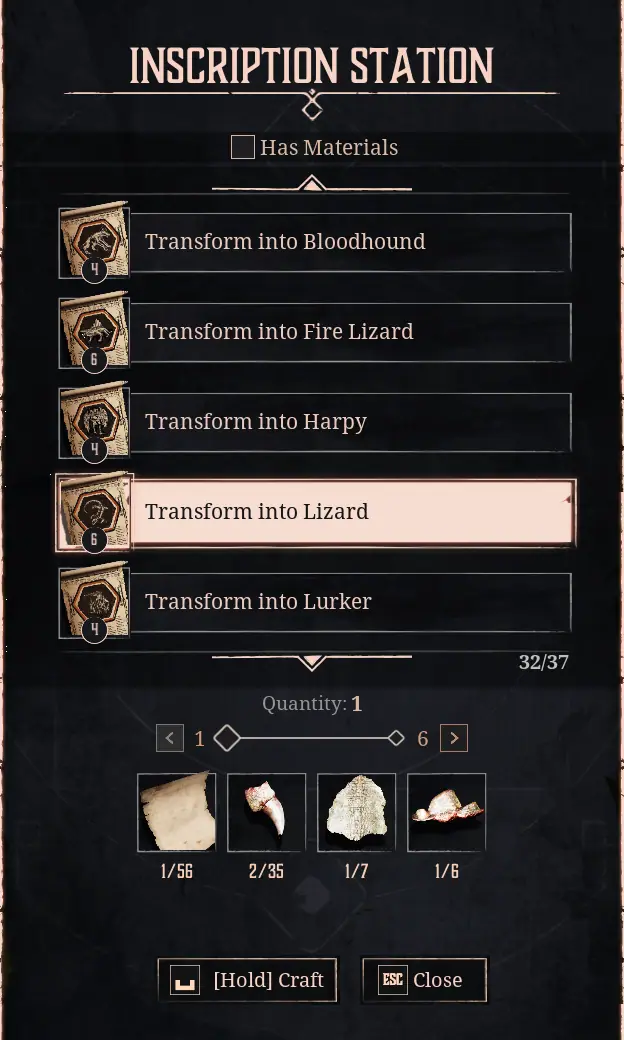 INSCRIPTION STATION
Has Materials
4
Transform into Bloodhound
6
Transform into Fire Lizard
4
Transform into Harpy
6
Transform into Lizard
4
Transform into Lurker
32/37
Quantity: 1
< 1 6 >
1/56 2/35 1/7 1/6
[Hold] Craft ESC Close